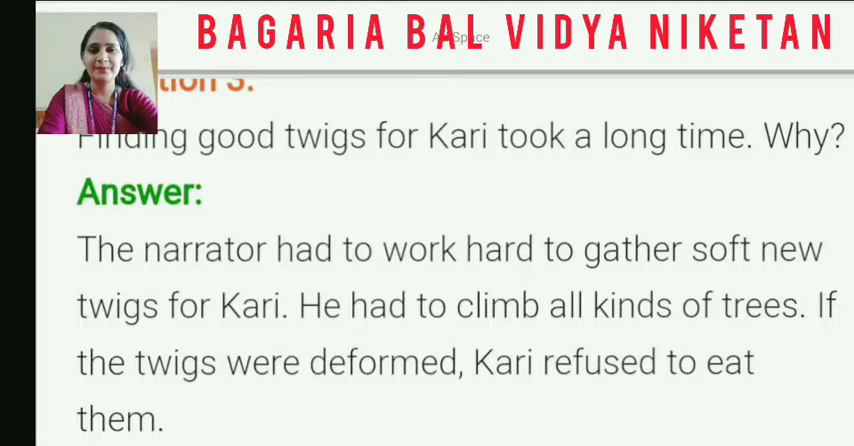 BAGARIA BAL VIDYA NIKETAN
Finding good twigs for Kari took a long time. Why?
Answer:
The narrator had to work hard to gather soft new
twigs for Kari. He had to climb all kinds of trees. If
the twigs were deformed, Kari refused to eat
them.